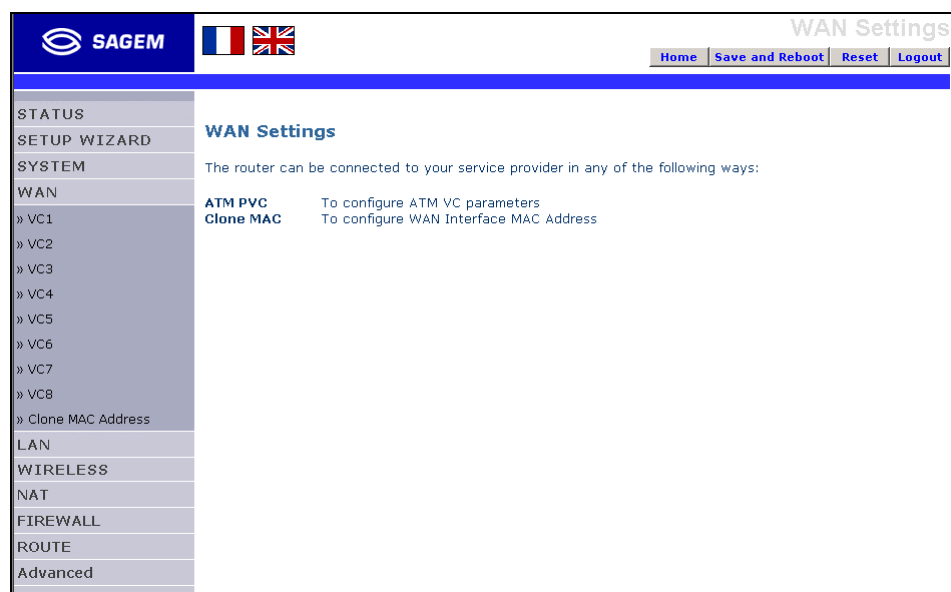 SAGEM
WAN Settings
Home Save and Reboot Reset Logout
STATUS
SETUP WIZARD
SYSTEM
WAN
» VC1
» VC2
» VC3
» VC4
» VC5
» VC6
» VC7
» VC8
» Clone MAC Address
LAN
WIRELESS
NAT
FIREWALL
ROUTE
Advanced
WAN Settings
The router can be connected to your service provider in any of the following ways:
ATM PVC To configure ATM VC parameters
Clone MAC To configure WAN Interface MAC Address